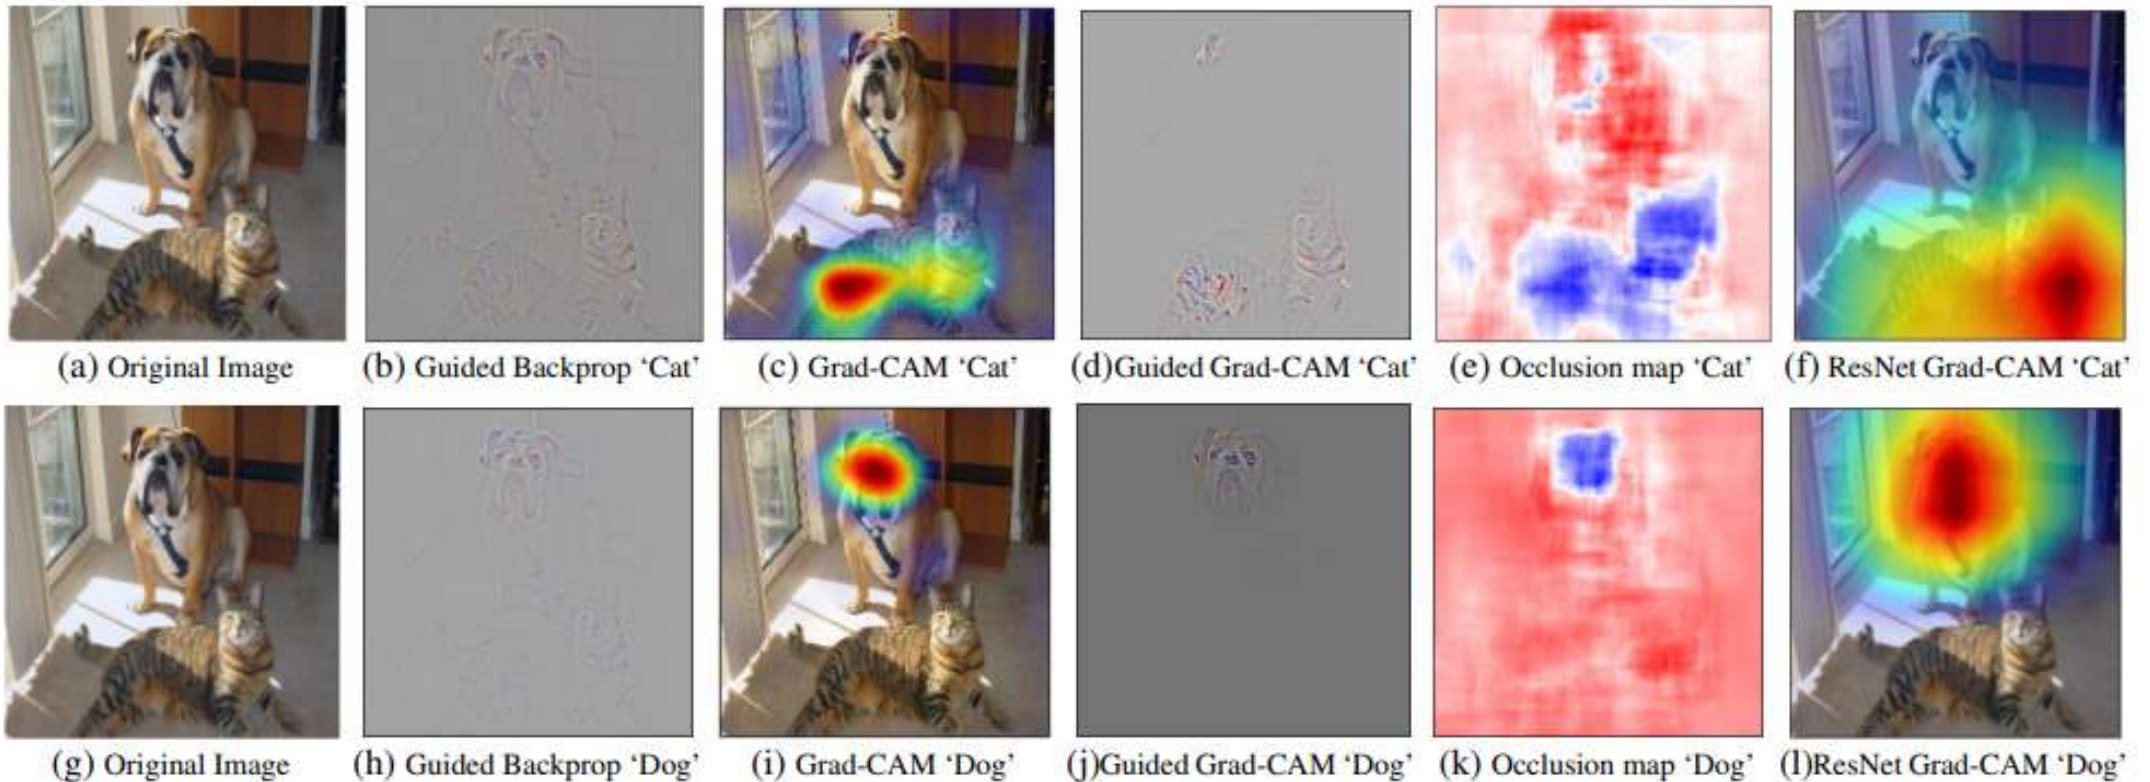 (a) Original Image
(b) Guided Backprop ‘Cat’
(c) Grad-CAM ‘Cat’
(d)Guided Grad-CAM ‘Cat’
(e) Occlusion map ‘Cat’
(f) ResNet Grad-CAM ‘Cat’
(g) Original Image
(h) Guided Backprop ‘Dog’
(i) Grad-CAM ‘Dog’
(j)Guided Grad-CAM ‘Dog’
(k) Occlusion map ‘Dog’
(l)ResNet Grad-CAM ‘Dog’